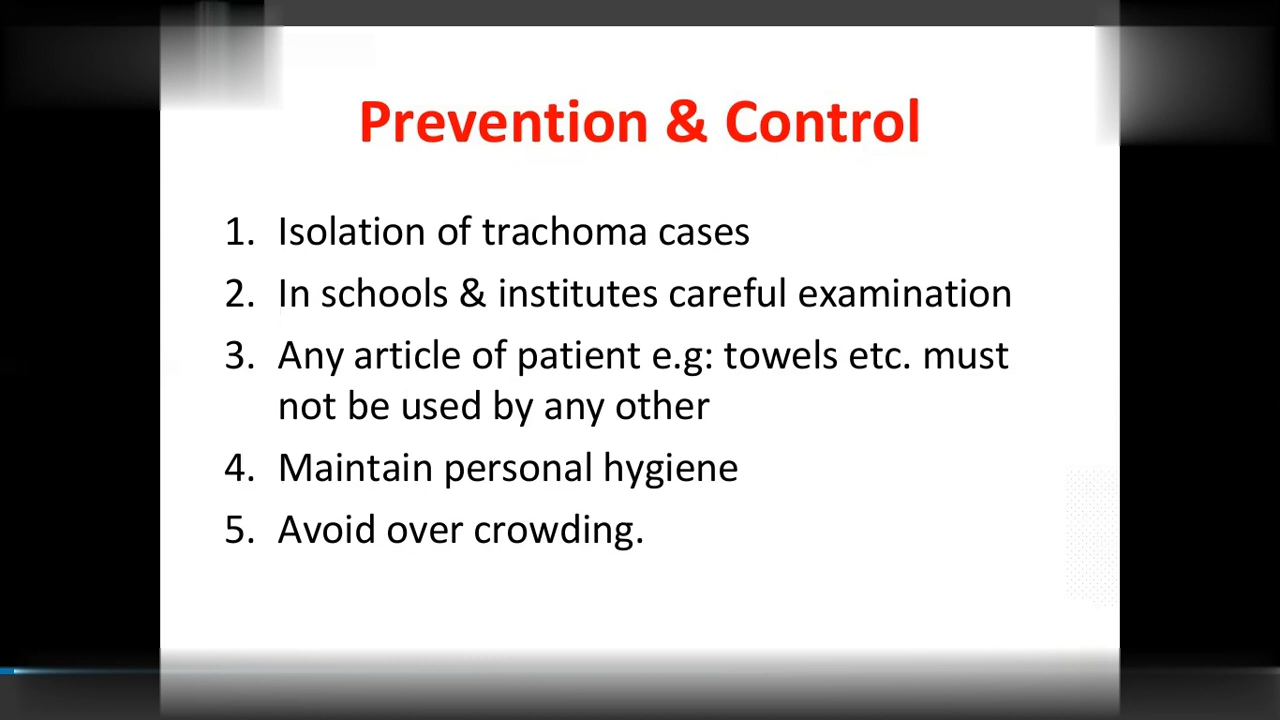 Prevention & Control
1. Isolation of trachoma cases
2. In schools & institutes careful examination
3. Any article of patient e.g: towels etc. must
not be used by any other
4. Maintain personal hygiene
5. Avoid over crowding.